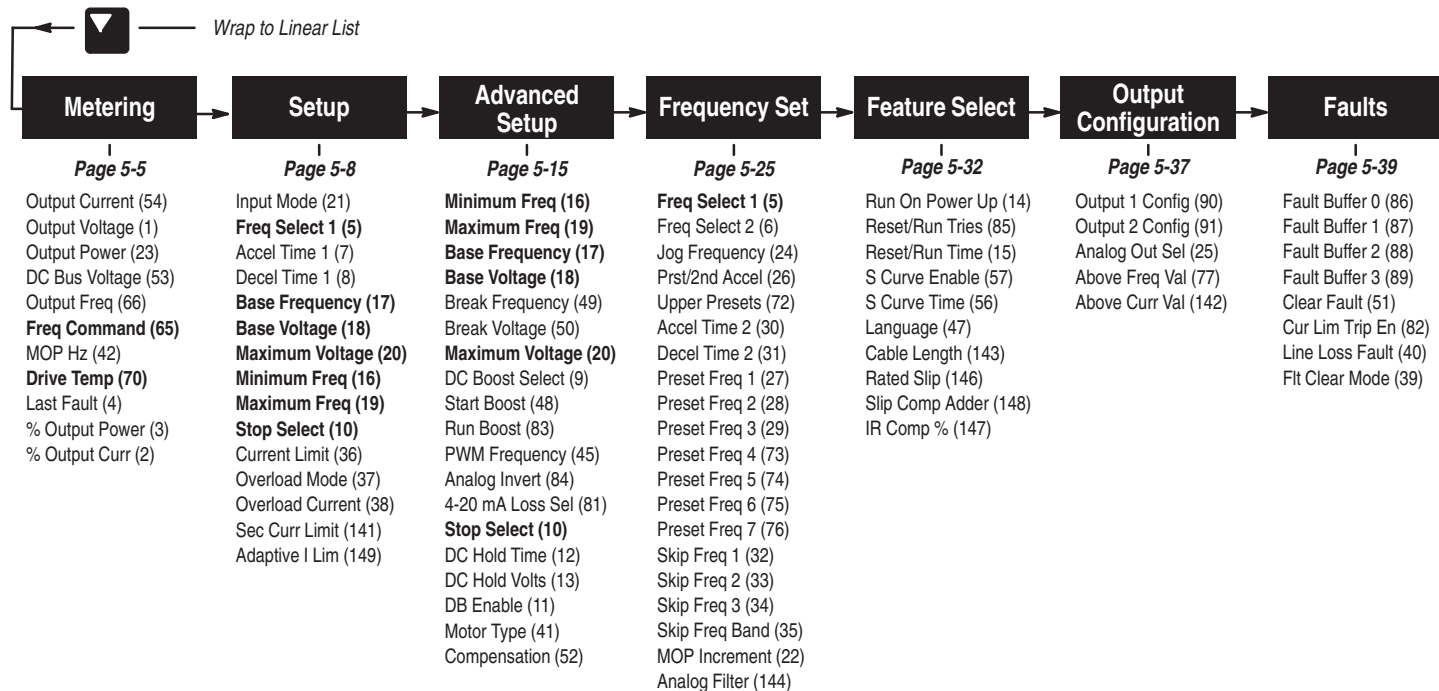 Wrap to Linear List
Metering
Page 5-5
Output Current (54)
Output Voltage (1)
Output Power (23)
DC Bus Voltage (53)
Output Freq (66)
Freq Command (65)
MOP Hz (42)
Drive Temp (70)
Last Fault (4)
% Output Power (3)
% Output Curr (2)
Setup
Page 5-8
Input Mode (21)
Freq Select 1 (5)
Accel Time 1 (7)
Decel Time 1 (8)
Base Frequency (17)
Base Voltage (18)
Maximum Voltage (20)
Minimum Freq (16)
Maximum Freq (19)
Stop Select (10)
Current Limit (36)
Overload Mode (37)
Overload Current (38)
Sec Curr Limit (141)
Adaptive I Lim (149)
Advanced
Setup
Page 5-15
Minimum Freq (16)
Maximum Freq (19)
Base Frequency (17)
Base Voltage (18)
Break Frequency (49)
Break Voltage (50)
Maximum Voltage (20)
DC Boost Select (9)
Start Boost (48)
Run Boost (83)
PWM Frequency (45)
Analog Invert (84)
4-20 mA Loss Sel (81)
Stop Select (10)
DC Hold Time (12)
DC Hold Volts (13)
DB Enable (11)
Motor Type (41)
Compensation (52)
Frequency Set
Page 5-25
Freq Select 1 (5)
Freq Select 2 (6)
Jog Frequency (24)
Prst/2nd Accel (26)
Upper Presets (72)
Accel Time 2 (30)
Decel Time 2 (31)
Preset Freq 1 (27)
Preset Freq 2 (28)
Preset Freq 3 (29)
Preset Freq 4 (73)
Preset Freq 5 (74)
Preset Freq 6 (75)
Preset Freq 7 (76)
Skip Freq 1 (32)
Skip Freq 2 (33)
Skip Freq 3 (34)
Skip Freq Band (35)
MOP Increment (22)
Analog Filter (144)
Feature Select
Page 5-32
Run On Power Up (14)
Reset/Run Tries (85)
Reset/Run Time (15)
S Curve Enable (57)
S Curve Time (56)
Language (47)
Cable Length (143)
Rated Slip (146)
Slip Comp Adder (148)
IR Comp % (147)
Output
Configuration
Page 5-37
Output 1 Config (90)
Output 2 Config (91)
Analog Out Sel (25)
Above Freq Val (77)
Above Curr Val (142)
Faults
Page 5-39
Fault Buffer 0 (86)
Fault Buffer 1 (87)
Fault Buffer 2 (88)
Fault Buffer 3 (89)
Clear Fault (51)
Cur Lim Trip En (82)
Line Loss Fault (40)
Flt Clear Mode (39)